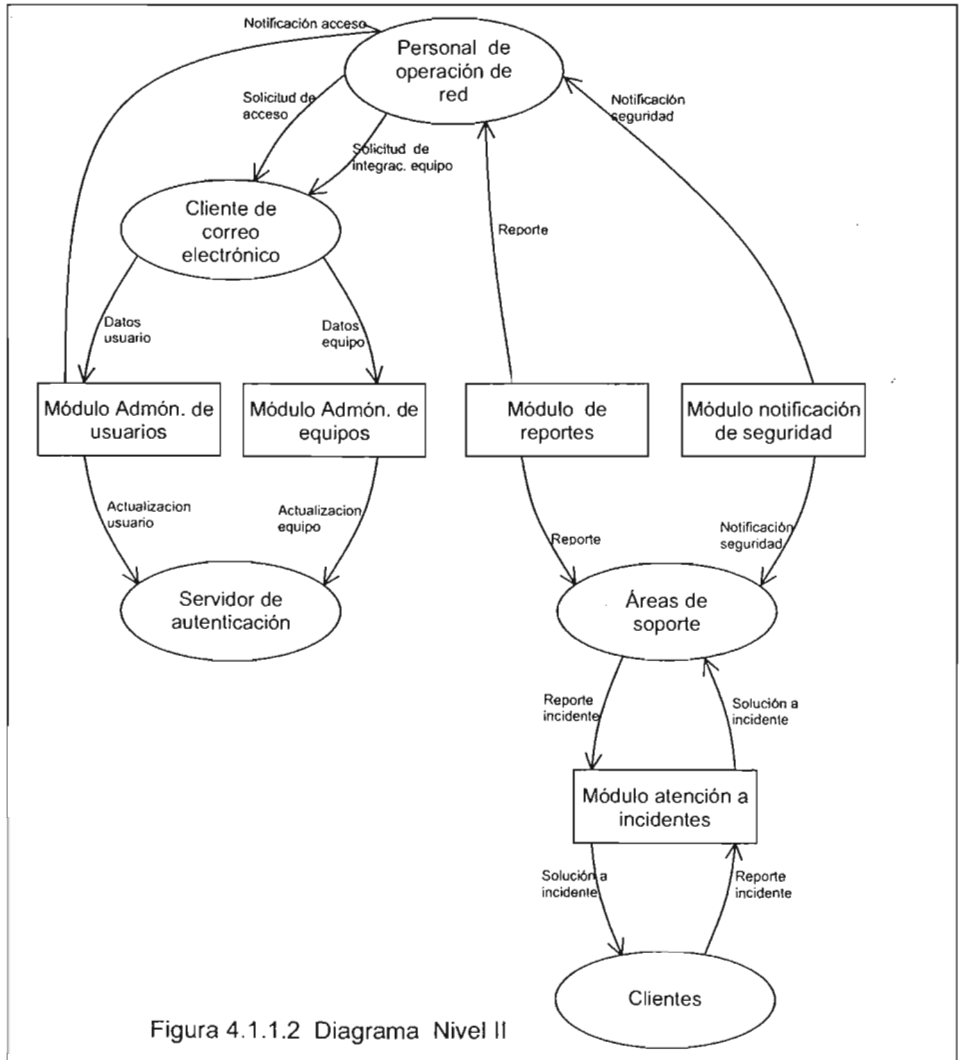 Notificación acceso
Personal de
operación de
red
Solicitud de
acceso
Notificación
seguridad
Solicitud de
integrac. equipo
Cliente de
correo
electrónico
Reporte
Datos
usuario
Datos
equipo
Módulo Admón. de
usuarios
Módulo Admón. de
equipos
Módulo de
reportes
Módulo notificación
de seguridad
Actualizacion
usuario
Actualizacion
equipo
Reporte
Notificación
seguridad
Servidor de
autenticación
Áreas de
soporte
Reporte
incidente
Solución a
incidente
Módulo atención a
incidentes
Solución a
incidente
Reporte
incidente
Clientes
Figura 4.1.1.2 Diagrama Nivel II